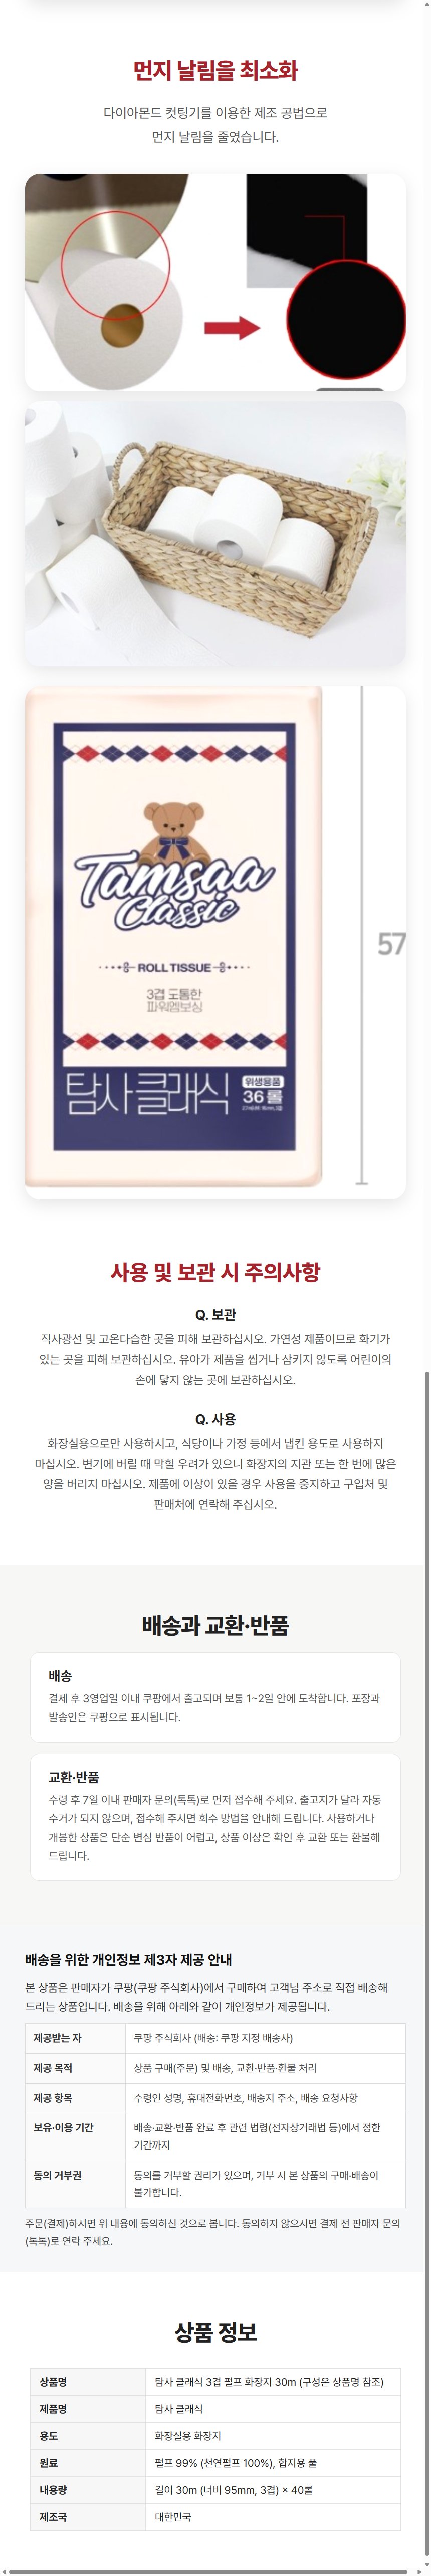 먼지 날림을 최소화
다이아몬드 컷팅기를 이용한 제조 공법으로
먼지 날림을 줄였습니다.
57
Tamsaa
Classic
ROLL TISSUE
3겹 도톰한
파워엠보싱
탐사 클래식
위생용품
36 롤
사용 및 보관 시 주의사항
Q. 보관
직사광선 및 고온다습한 곳을 피해 보관하십시오. 가연성 제품이므로 화기가
있는 곳을 피해 보관하십시오. 유아가 제품을 씹거나 삼키지 않도록 어린이의
손에 닿지 않는 곳에 보관하십시오.
Q. 사용
화장실용으로만 사용하시고, 식당이나 가정 등에서 냅킨 용도로 사용하지
마십시오. 변기에 버릴 때 막힐 우려가 있으니 화장지의 지관 또는 한 번에 많은
양을 버리지 마십시오. 제품에 이상이 있을 경우 사용을 중지하고 구입처 및
판매처에 연락해 주십시오.
배송과 교환·반품
배송
결제 후 3영업일 이내 쿠팡에서 출고되며 보통 1~2일 안에 도착합니다. 포장과
발송인은 쿠팡으로 표시됩니다.
교환·반품
수령 후 7일 이내 판매자 문의(톡톡)로 먼저 접수해 주세요. 출고지가 달라 자동
수거가 되지 않으며, 접수해 주시면 회수 방법을 안내해 드립니다. 사용하거나
개봉한 상품은 단순 변심 반품이 어렵고, 상품 이상은 확인 후 교환 또는 환불해
드립니다.
배송을 위한 개인정보 제3자 제공 안내
본 상품은 판매자가 쿠팡(쿠팡 주식회사)에서 구매하여 고객님 주소로 직접 배송해
드리는 상품입니다. 배송을 위해 아래와 같이 개인정보가 제공됩니다.
제공받는 자 쿠팡 주식회사 (배송: 쿠팡 지정 배송사)
제공 목적 상품 구매(주문) 및 배송, 교환·반품·환불 처리
제공 항목 수령인 성명, 휴대전화번호, 배송지 주소, 배송 요청사항
보유·이용 기간 배송·교환·반품 완료 후 관련 법령(전자상거래법 등)에서 정한
기간까지
동의 거부권 동의를 거부할 권리가 있으며, 거부 시 본 상품의 구매·배송이
불가합니다.
주문(결제)하시면 위 내용에 동의하신 것으로 봅니다. 동의하지 않으시면 결제 전 판매자 문의
(톡톡)로 연락 주세요.
상품 정보
상품명 탐사 클래식 3겹 펄프 화장지 30m (구성은 상품명 참조)
제품명 탐사 클래식
용도 화장실용 화장지
원료 펄프 99% (천연펄프 100%), 합지용 풀
내용량 길이 30m (너비 95mm, 3겹) × 40롤
제조국 대한민국